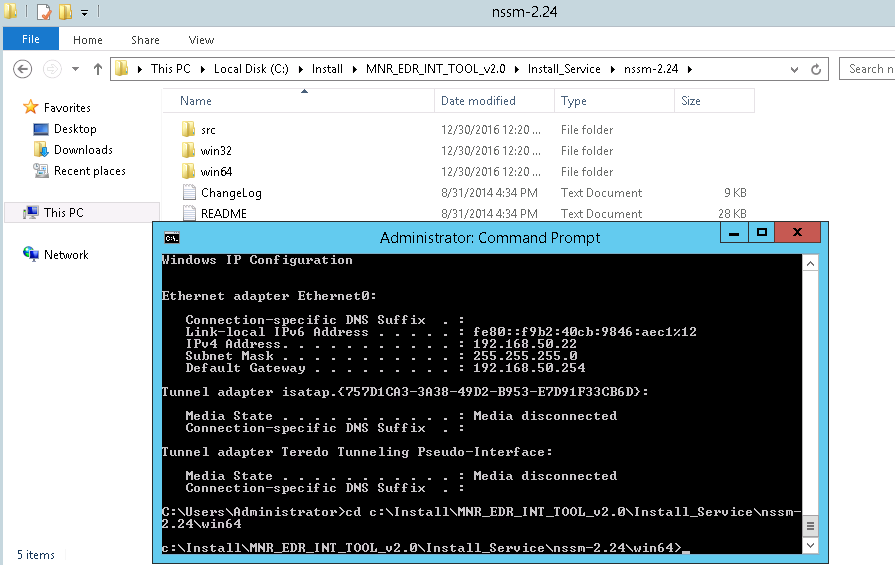 nssm-2.24
File Home Share View
This PC Local Disk (C:) Install MNR_EDR_INT_TOOL_v2.0 Install_Service nssm-2.24
Search n
Name Date modified Type Size
Favorites
Desktop
Downloads
Recent places
This PC
Network
src 12/30/2016 12:20 ... File folder
win32 12/30/2016 12:20 ... File folder
win64 12/30/2016 12:20 ... File folder
ChangeLog 8/31/2014 4:34 PM Text Document 9 KB
README 8/31/2014 4:34 PM Text Document 28 KB
C:\.
Administrator: Command Prompt
Windows IP Configuration
Ethernet adapter Ethernet0:
Connection-specific DNS Suffix . :
Link-local IPv6 Address . . . . . : fe80::f9b2:40cb:9846:aec1%12
IPv4 Address. . . . . . . . . . . : 192.168.50.22
Subnet Mask . . . . . . . . . . . : 255.255.255.0
Default Gateway . . . . . . . . . : 192.168.50.254
Tunnel adapter isatap.{757D1CA3-3A38-49D2-B953-E7D91F33CB6D}:
Media State . . . . . . . . . . . : Media disconnected
Connection-specific DNS Suffix . :
Tunnel adapter Teredo Tunneling Pseudo-Interface:
Media State . . . . . . . . . . . : Media disconnected
Connection-specific DNS Suffix . :
C:\Users\Administrator>cd c:\Install\MNR_EDR_INT_TOOL_v2.0\Install_Service\nssm-
2.24\win64
c:\Install\MNR_EDR_INT_TOOL_v2.0\Install_Service\nssm-2.24\win64>_
5 items